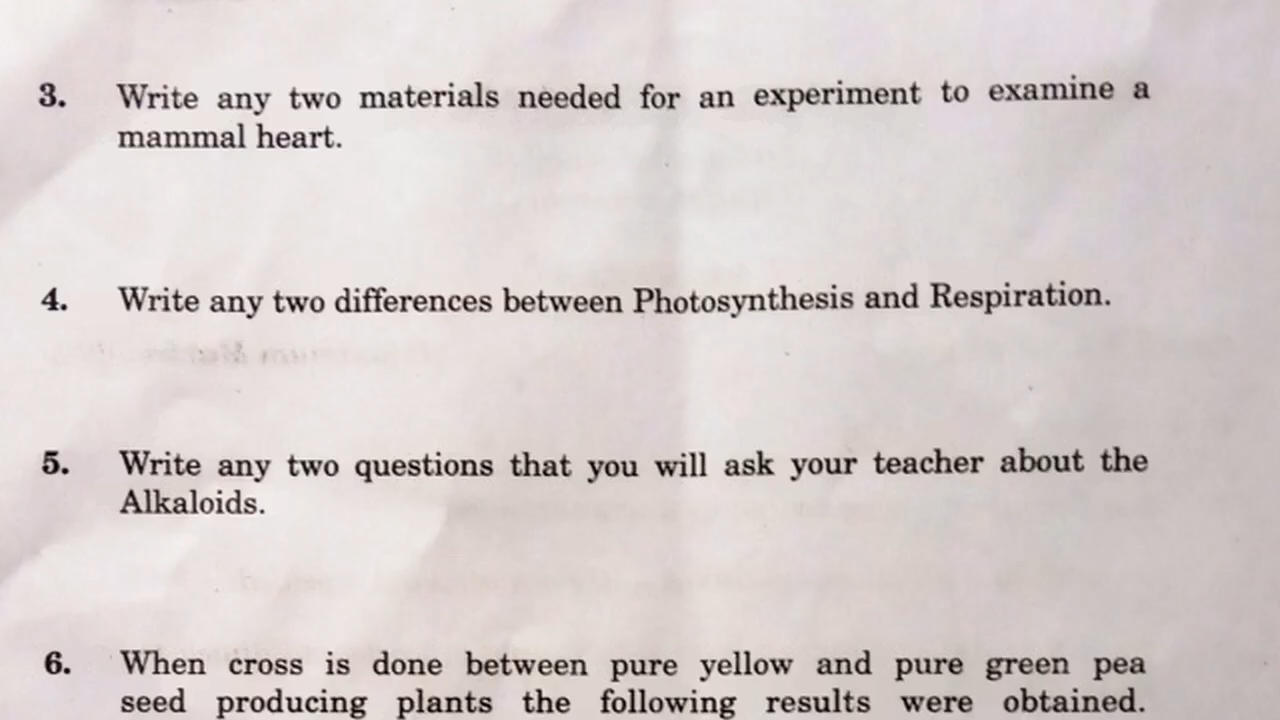 3. Write any two materials needed for an experiment to examine a
mammal heart.
4. Write any two differences between Photosynthesis and Respiration.
5. Write any two questions that you will ask your teacher about the
Alkaloids.
6. When cross is done between pure yellow and pure green pea
seed producing plants the following results were obtained.